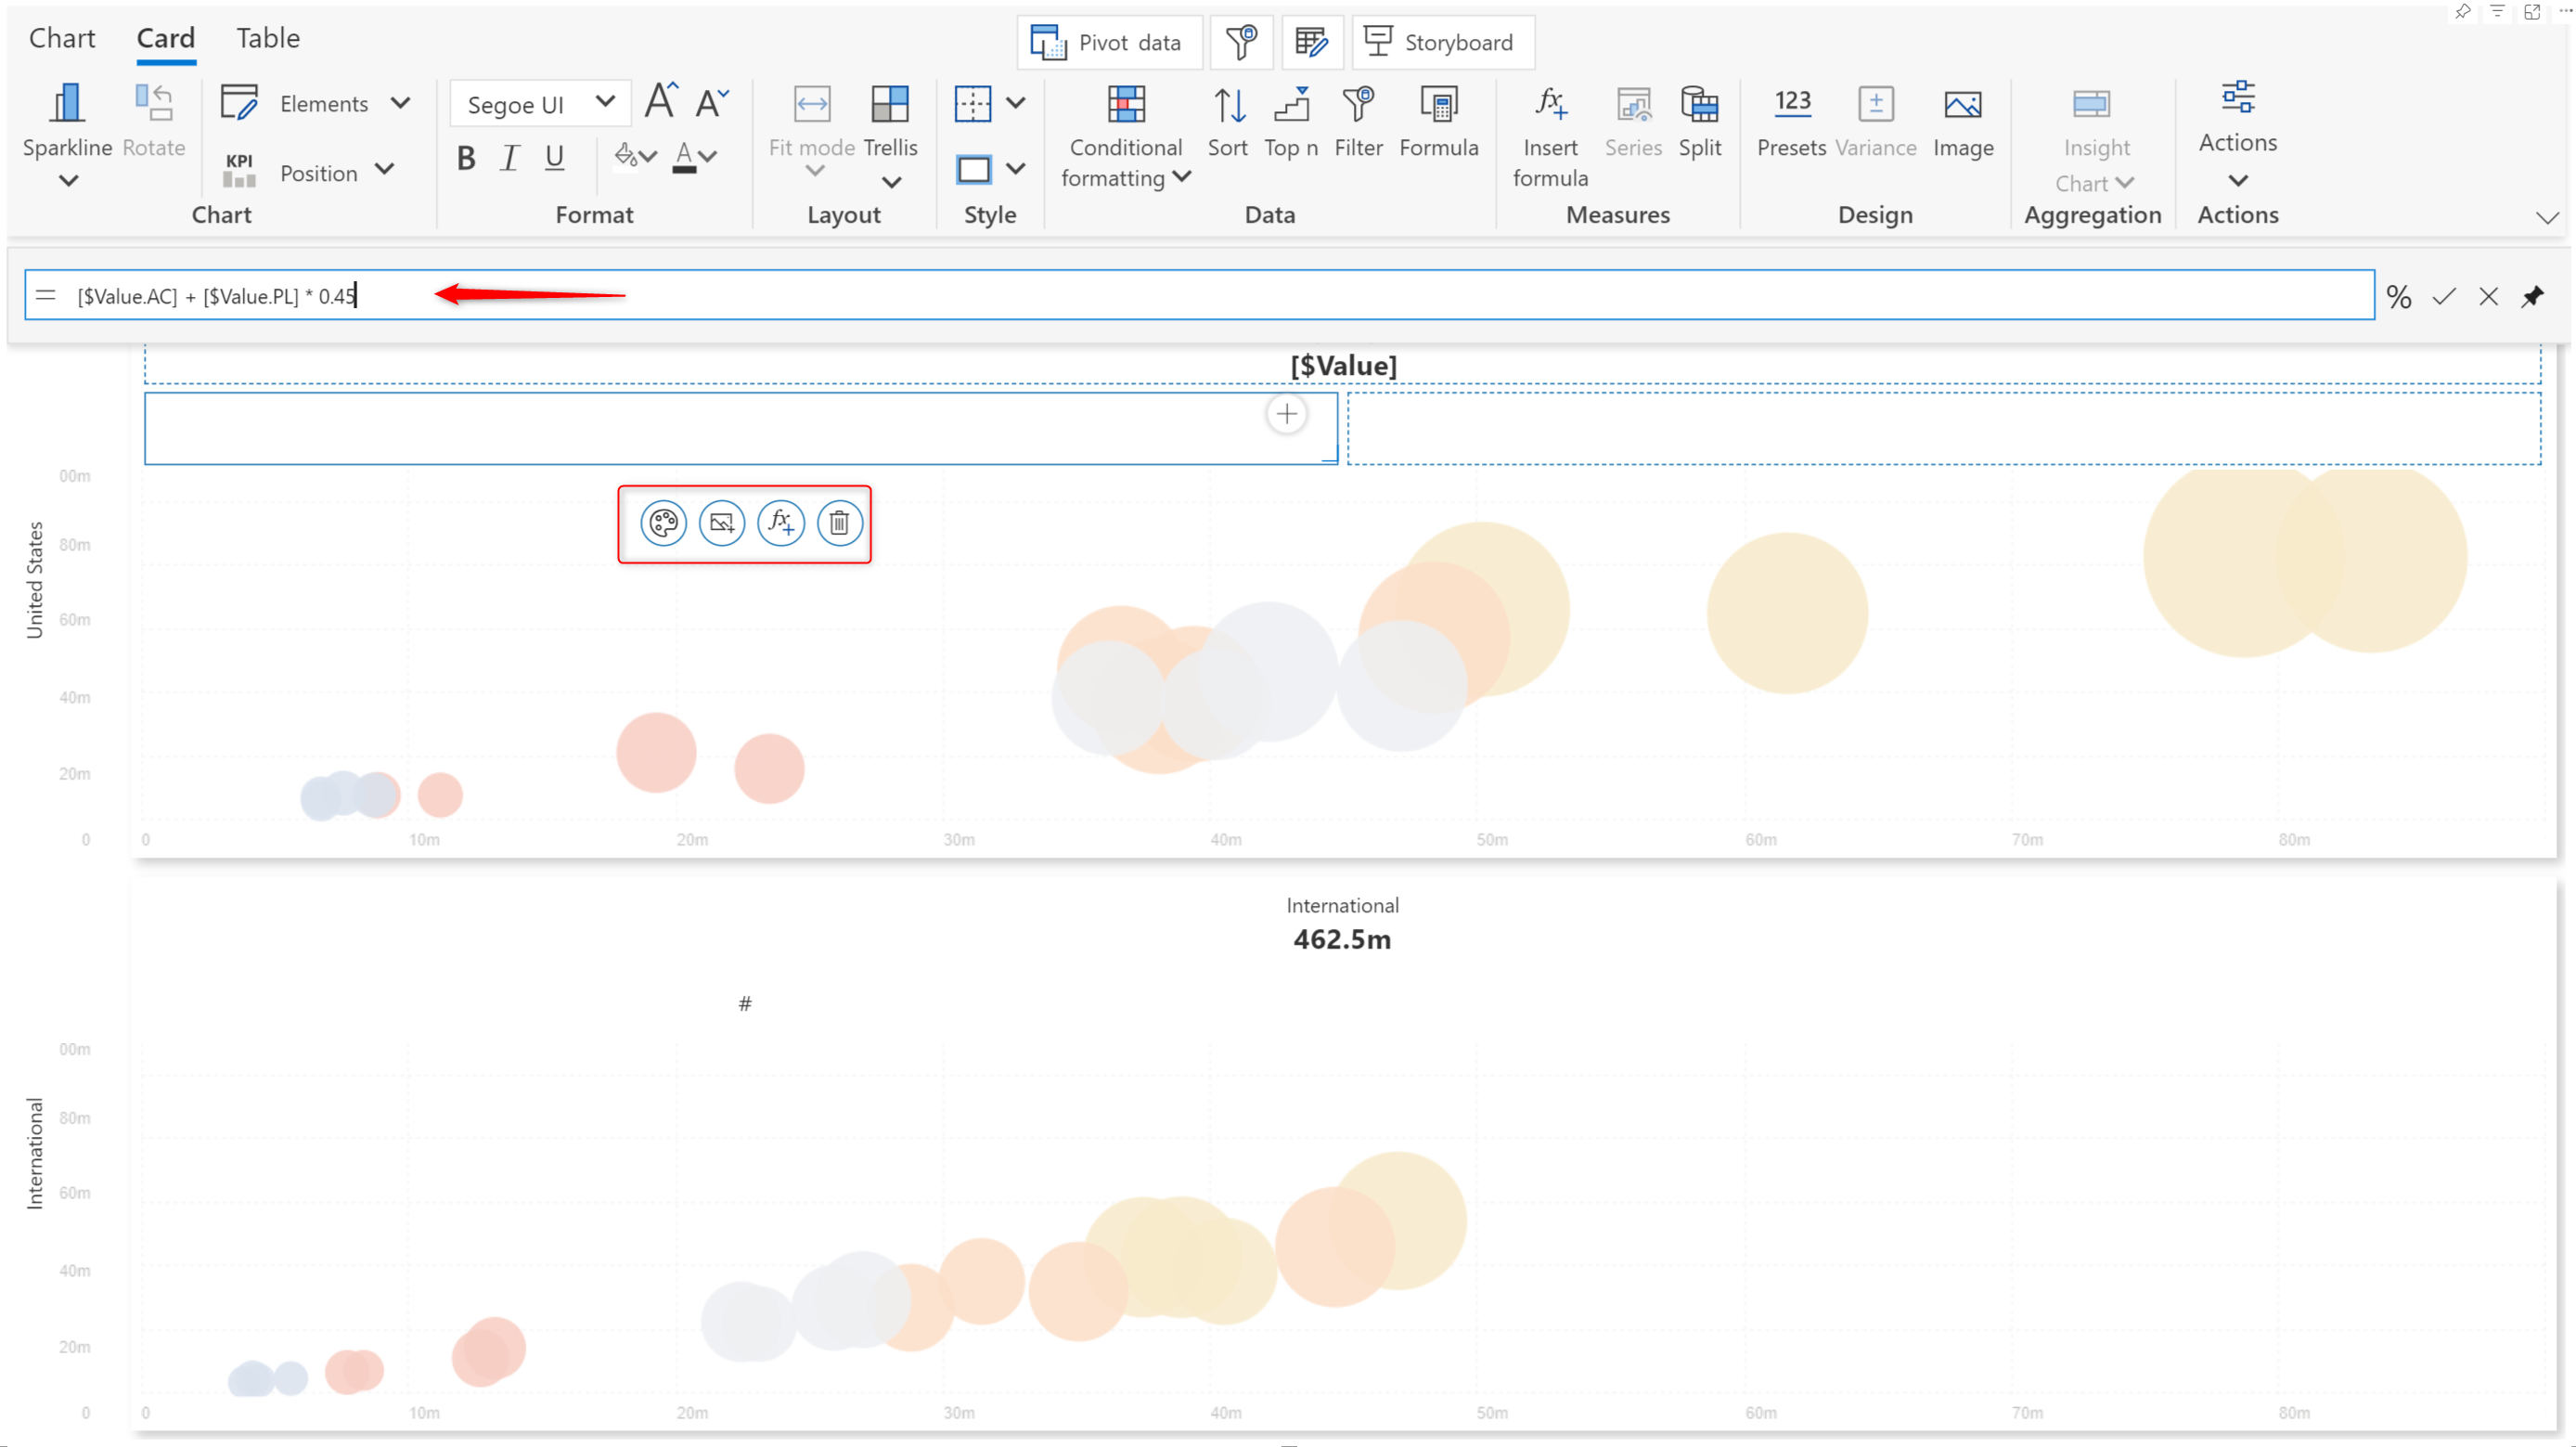 Chart Card Table Pivot data Storyboard
Elements Segoe UI A A 123
Sparkline Rotate B I U A Fit mode Trellis Conditional Sort Top n Filter Formula Insert Series Split Presets Variance Image Insight Actions
KPI Position formatting formula Chart
Chart Format Layout Style Data Measures Design Aggregation Actions
= [$Value.AC] + [$Value.PL] * 0.45 %
[$Value]
United States
00m
80m
60m
40m
20m
0
0 10m 20m 30m 40m 50m 60m 70m 80m
International
462.5m
#
International
00m
80m
60m
40m
20m
0
0 10m 20m 30m 40m 50m 60m 70m 80m